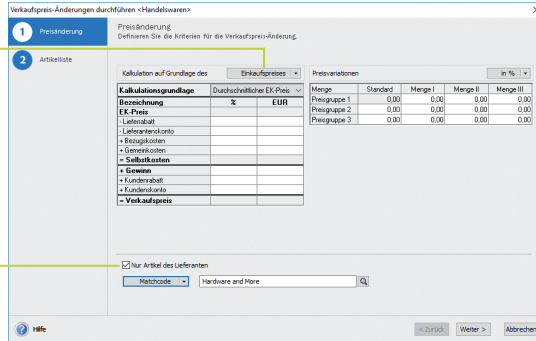 Verkaufspreis-Änderungen durchführen <Handelswaren>
1 Preisänderung
2 Artikelliste
Preisänderung
Definieren Sie die Kriterien für die Verkaufspreis-Änderung.
Kalkulation auf Grundlage des Einkaufspreises
Kalkulationsgrundlage Durchschnittlicher EK-Preis
Bezeichnung % EUR
EK-Preis
- Lieferrabatt
- Lieferantenskonto
+ Bezugskosten
+ Gemeinkosten
= Selbstkosten
+ Gewinn
+ Kundenrabatt
+ Kundenskonto
= Verkaufspreis
Preisvariationen in %
Menge Standard Menge I Menge II Menge III
Preisgruppe 1 0,00 0,00 0,00 0,00
Preisgruppe 2 0,00 0,00 0,00 0,00
Preisgruppe 3 0,00 0,00 0,00 0,00
Nur Artikel des Lieferanten
Matchcode Hardware and More
? Hilfe
< Zurück Weiter > Abbrechen